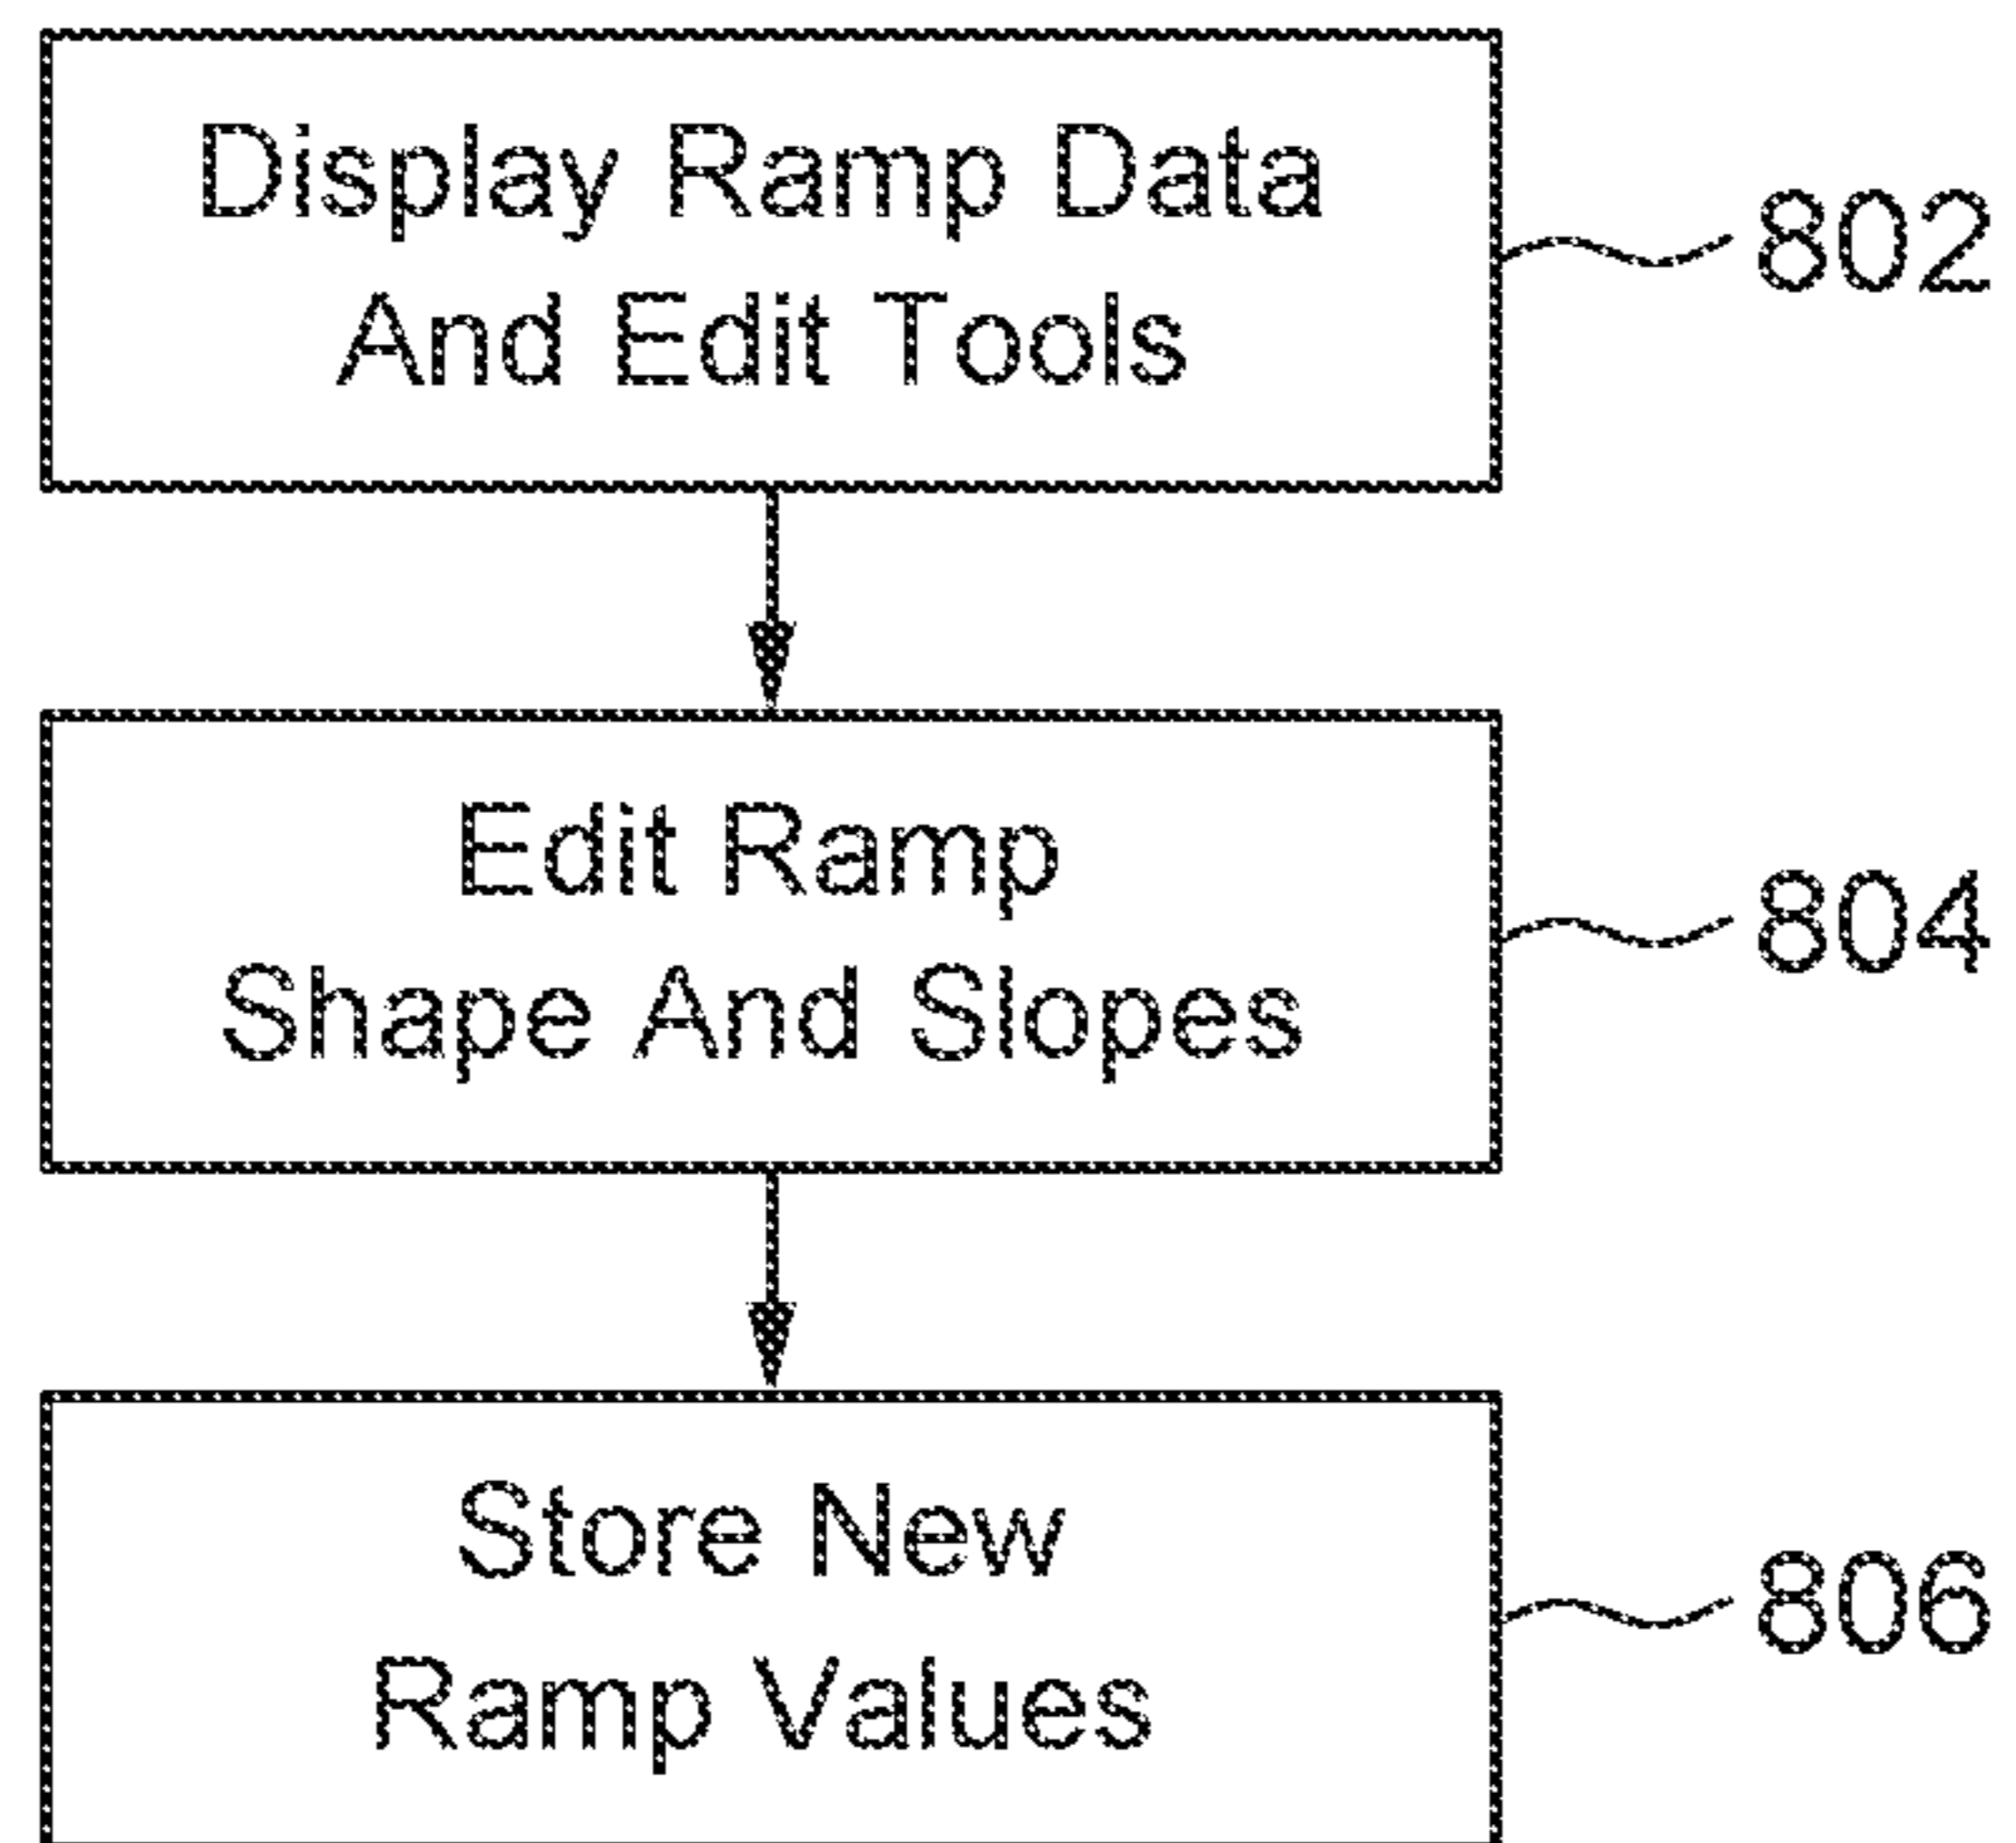 Display Ramp Data
And Edit Tools
802
Edit Ramp
Shape And Slopes
804
Store New
Ramp Values
806